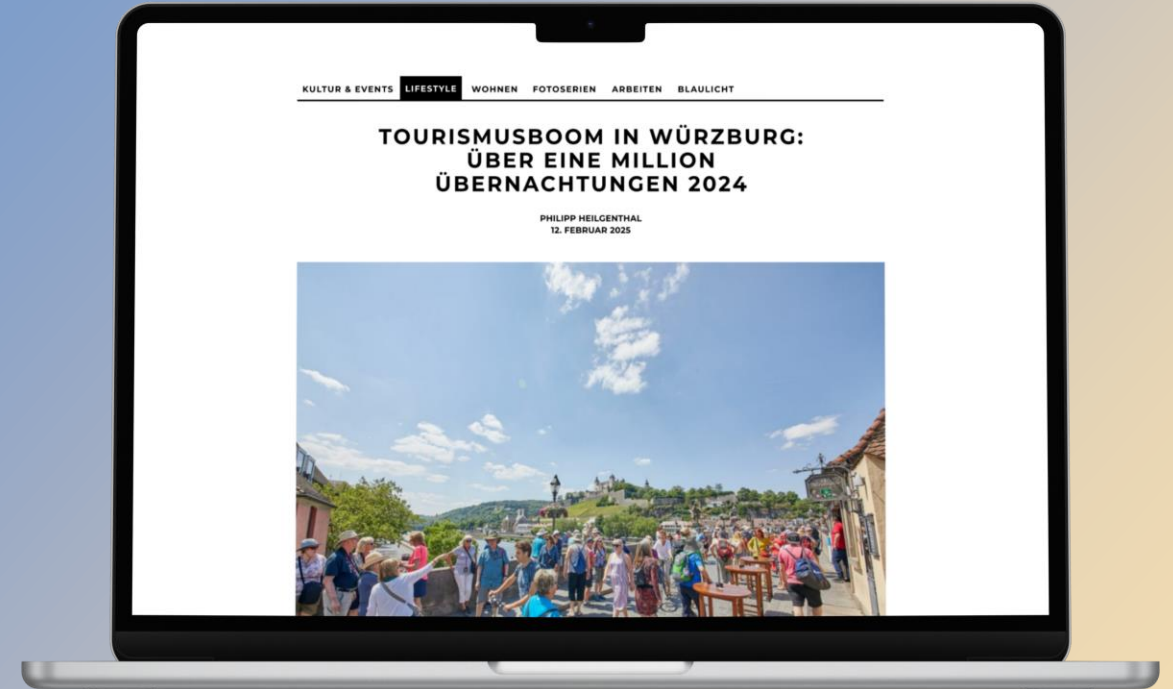 KULTUR & EVENTS LIFESTYLE WOHNEN FOTOSERIEN ARBEITEN BLAULICHT
TOURISMUSBOOM IN WÜRZBURG:
ÜBER EINE MILLION
ÜBERNACHTUNGEN 2024
PHILIPP HEILGENTHAL
12. FEBRUAR 2025